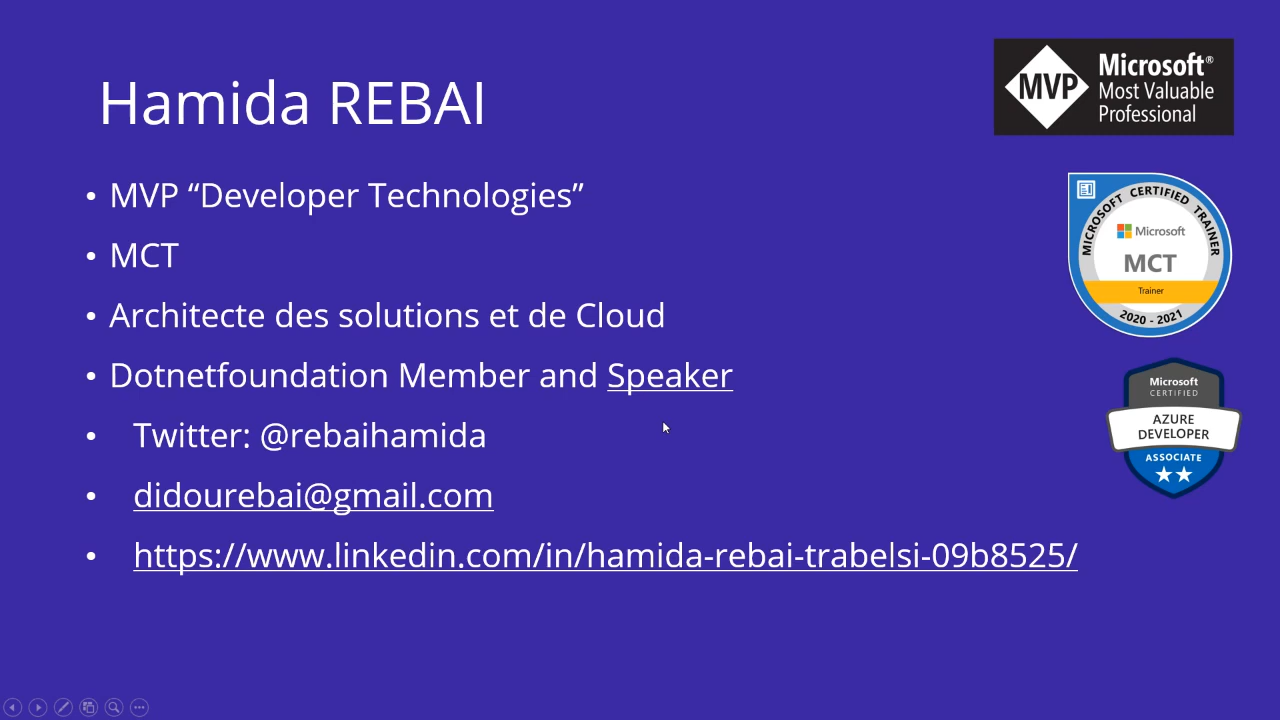 Hamida REBAI
• MVP “Developer Technologies”
• MCT
• Architecte des solutions et de Cloud
• Dotnetfoundation Member and Speaker
• Twitter: @rebaihamida
• didourebai@gmail.com
• https://www.linkedin.com/in/hamida-rebai-trabelsi-09b8525/
MVP
Microsoft®
Most Valuable
Professional
MICROSOFT CERTIFIED TRAINER
Microsoft
MCT
Trainer
2020 - 2021
Microsoft
CERTIFIED
AZURE
DEVELOPER
ASSOCIATE